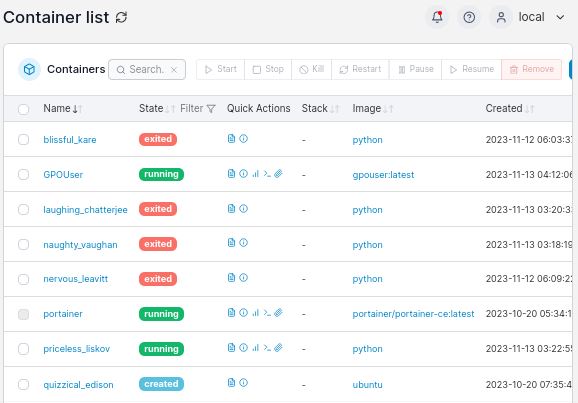 Container list
local
Containers
Search.
Start
Stop
Kill
Restart
Pause
Resume
Remove
Name State Filter Quick Actions Stack Image Created
blissful_kare exited - python 2023-11-12 06:03:3
GPOUser running - gpouser:latest 2023-11-13 04:12:06
laughing_chatterjee exited - python 2023-11-13 03:20:3
naughty_vaughan exited - python 2023-11-13 03:18:19
nervous_leavitt exited - python 2023-11-12 06:09:2
portainer running - portainer/portainer-ce:latest 2023-10-20 05:34:1
priceless_liskov running - python 2023-11-13 03:22:5
quizzical_edison created - ubuntu 2023-10-20 07:35:4